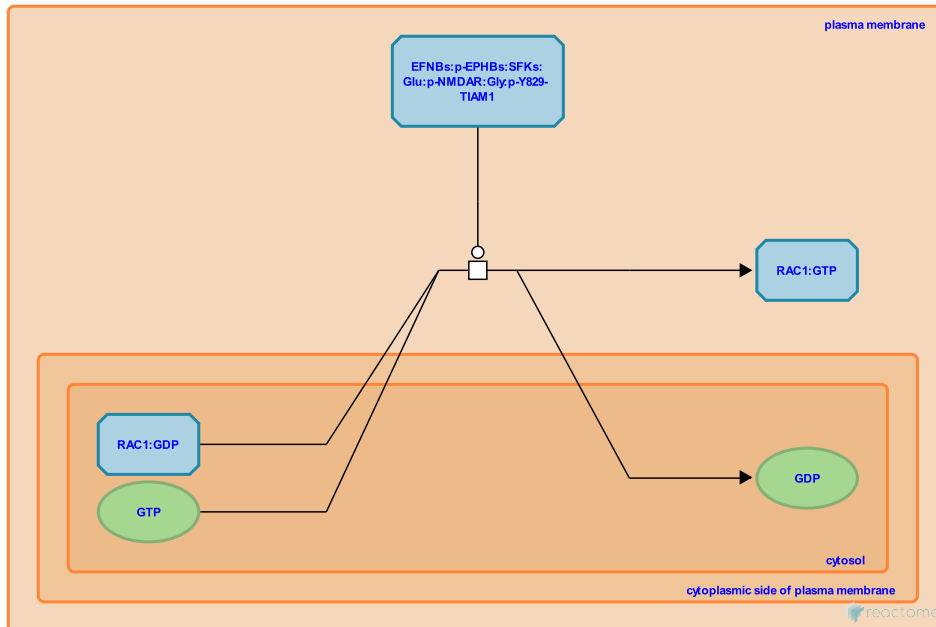 plasma membrane
EFNBs:p-EPHBs:SFKs:
Glu:p-NMDAR:Gly:p-Y829-
TIAM1
RAC1:GTP
RAC1:GDP
GTP
GDP
cytosol
cytoplasmic side of plasma membrane
reactome